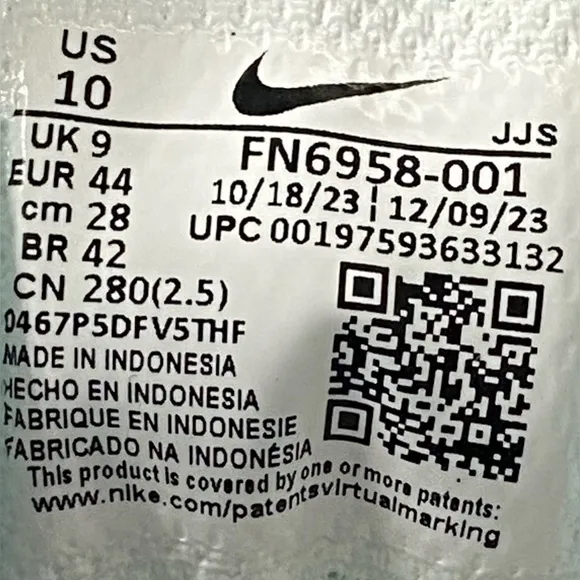 US
10
JJS
UK 9
FN6958-001
EUR 44
10/18/23 | 12/09/23
cm 28
UPC 00197593633132
BR 42
CN 280(2.5)
0467P5DFV5THF
MADE IN INDONESIA
HECHO EN INDONESIA
FABRIQUE EN INDONESIE
FABRICADO NA INDONÉSIA
This product is covered by one or more patents:
www.nike.com/patentsvirtualmarking